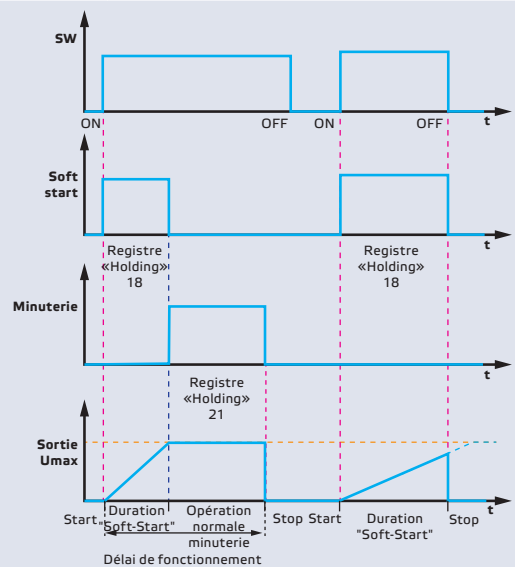 SW
ON
OFF
ON
OFF
t
Soft
start
t
Registre
«Holding»
18
Registre
«Holding»
18
Minuterie
t
Registre
«Holding»
21
Sortie
Umax
t
Start
Duration
"Soft-Start"
Opération
normale
minuterie
Stop
Start
Duration
"Soft-Start"
Stop
Délai de fonctionnement